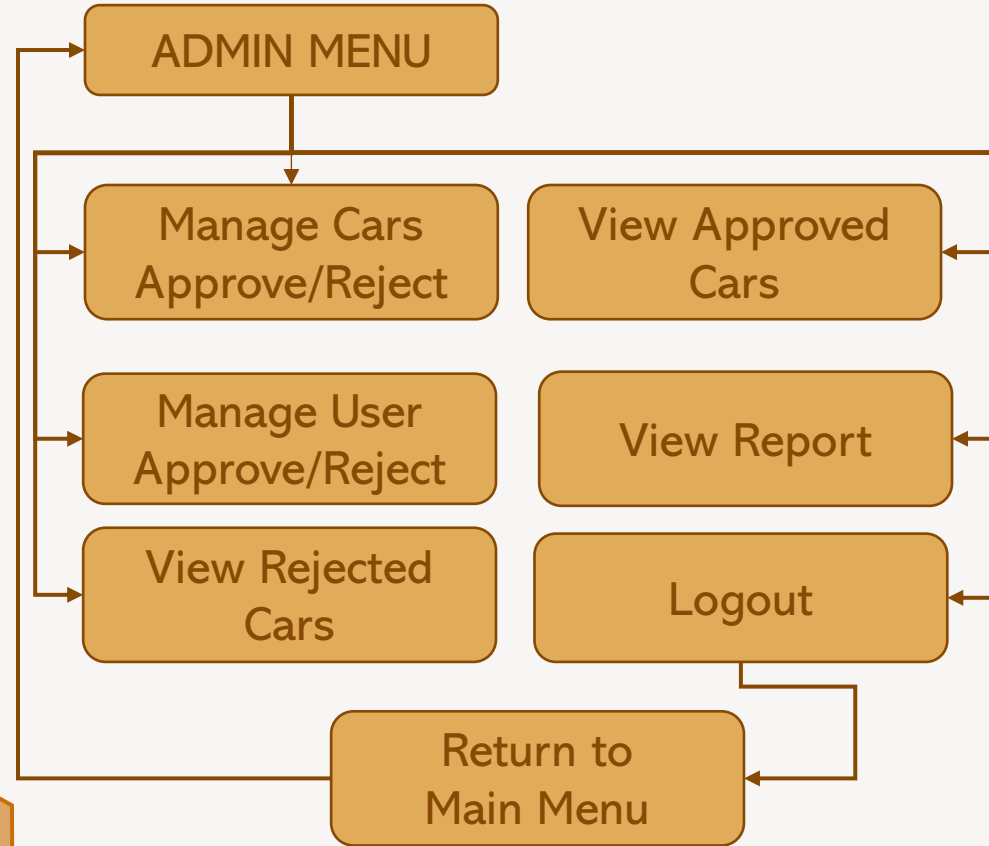 ADMIN MENU
Manage Cars
Approve/Reject
View Approved
Cars
Manage User
Approve/Reject
View Report
View Rejected
Cars
Logout
Return to
Main Menu